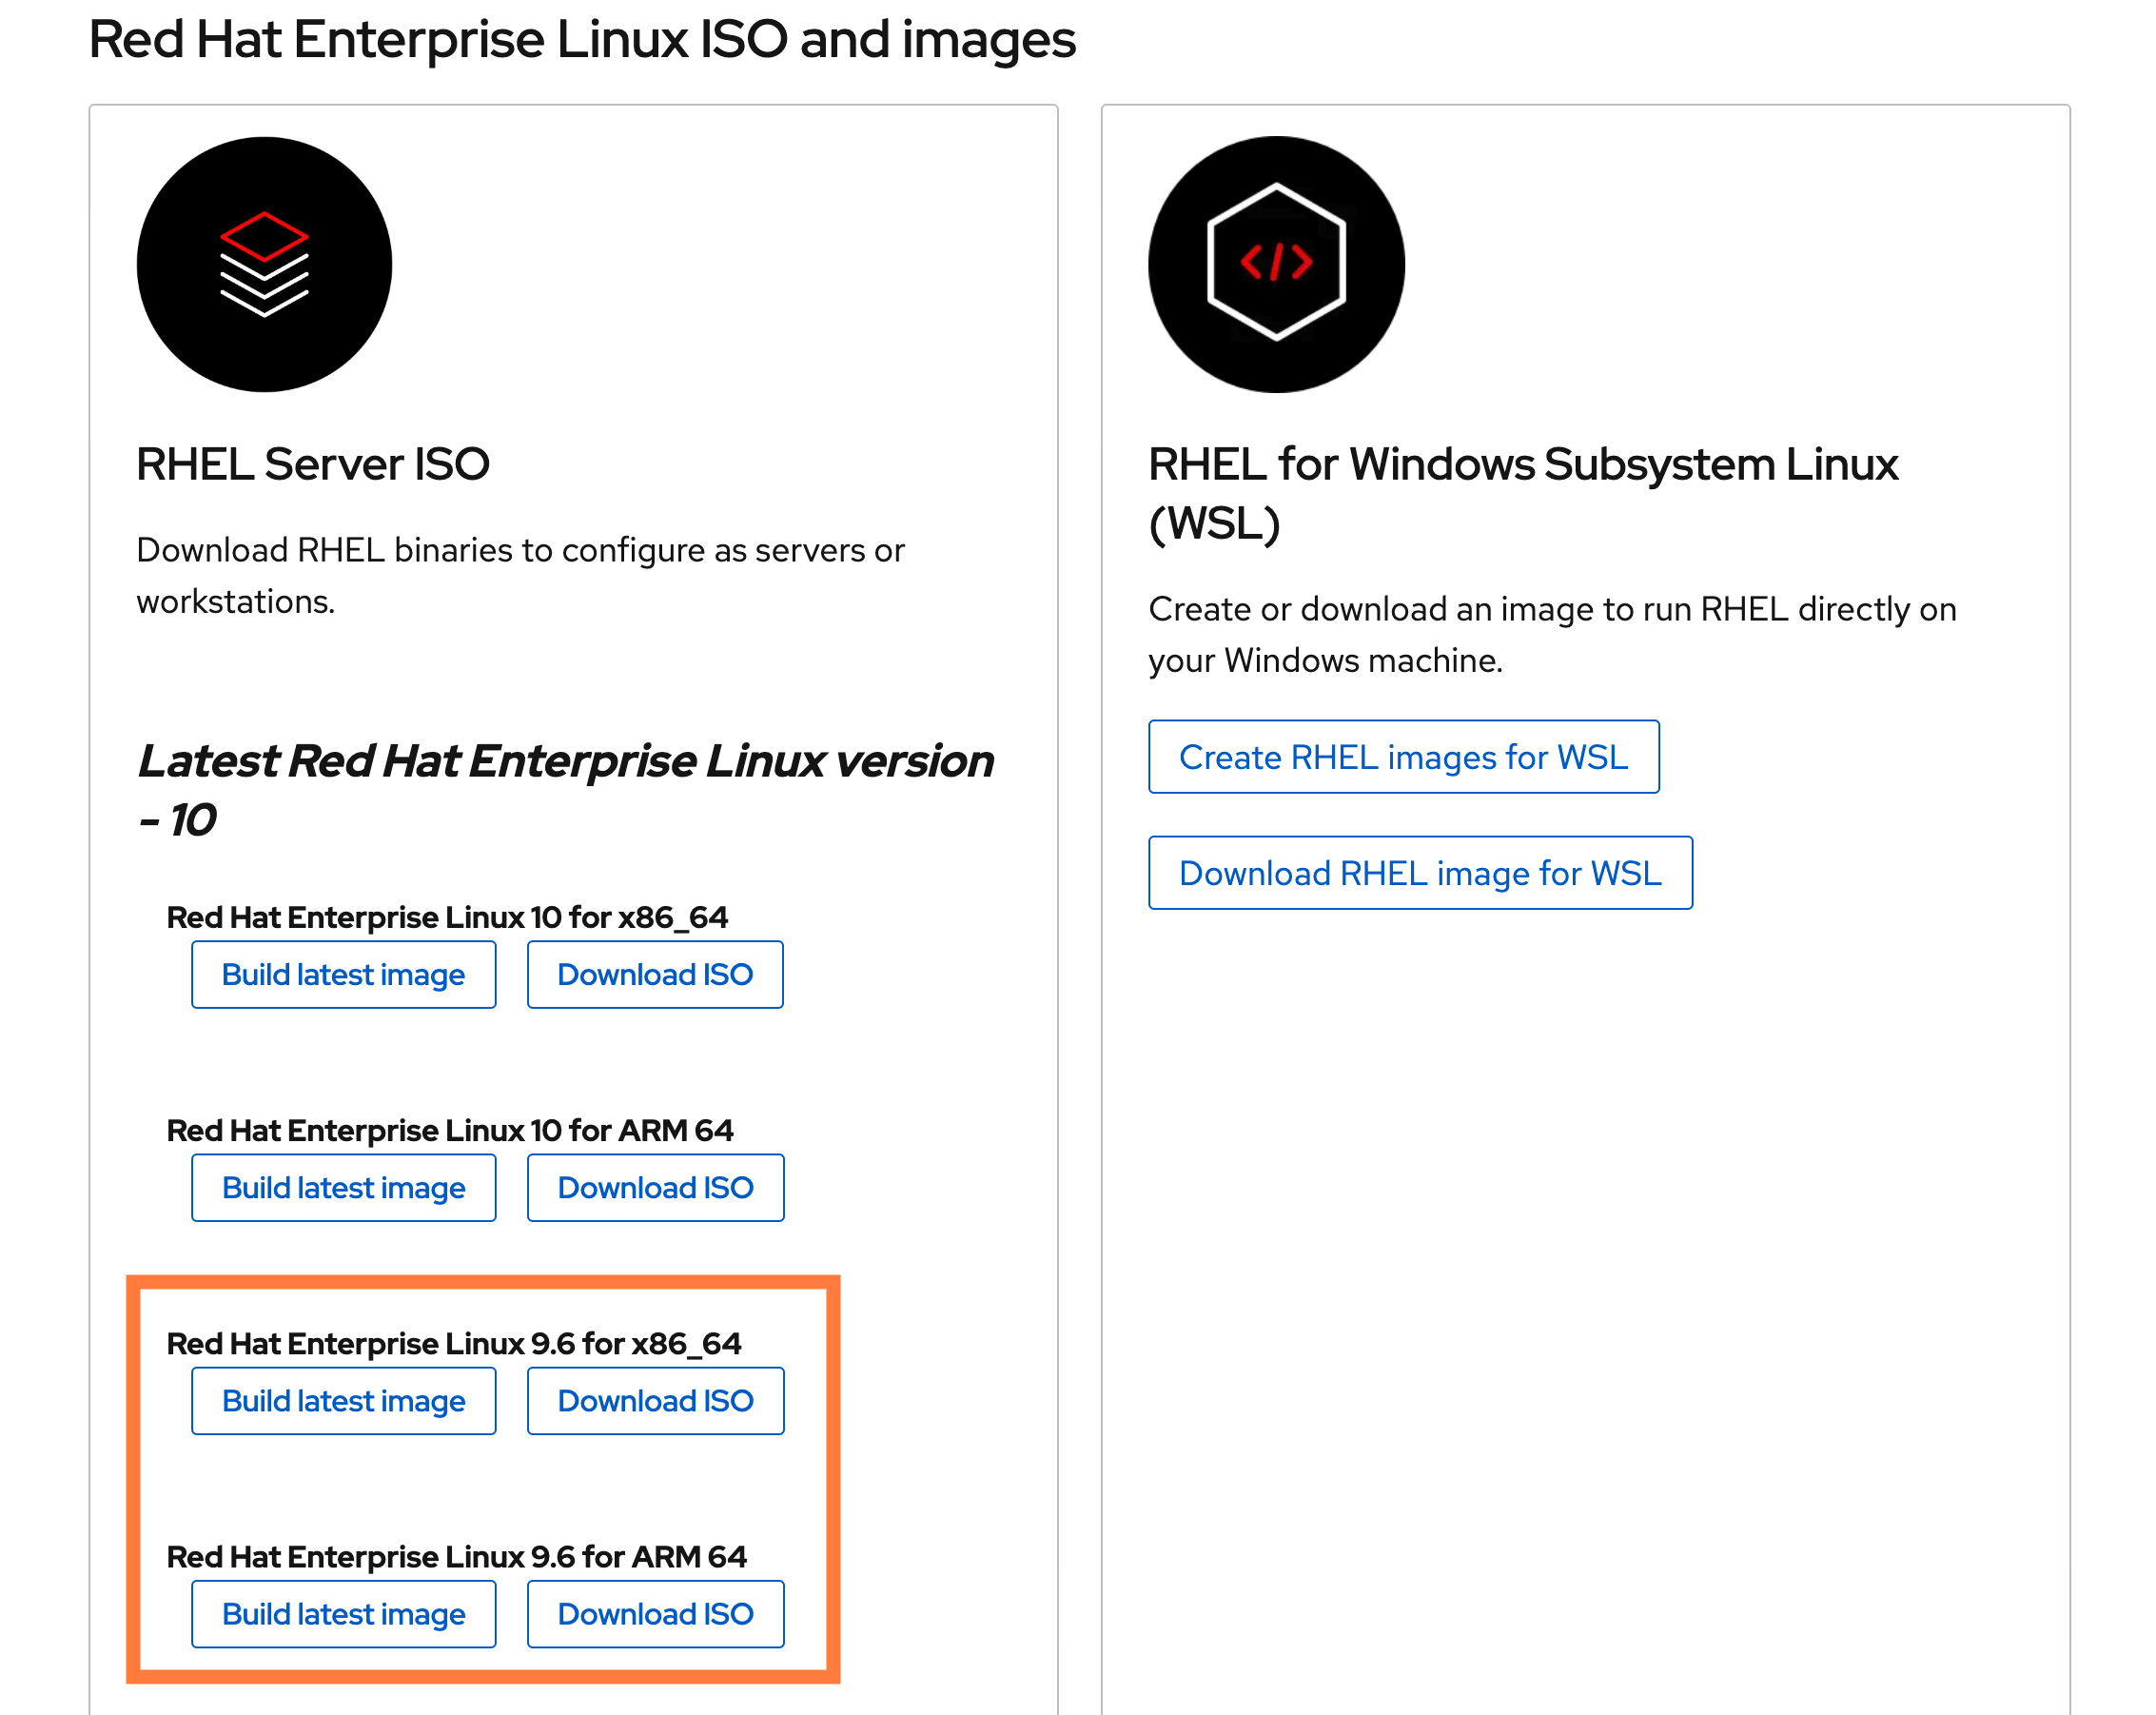 Red Hat Enterprise Linux ISO and images
RHEL Server ISO
Download RHEL binaries to configure as servers or
workstations.
Latest Red Hat Enterprise Linux version
- 10
Red Hat Enterprise Linux 10 for x86_64
Build latest image
Download ISO
Red Hat Enterprise Linux 10 for ARM 64
Build latest image
Download ISO
Red Hat Enterprise Linux 9.6 for x86_64
Build latest image
Download ISO
Red Hat Enterprise Linux 9.6 for ARM 64
Build latest image
Download ISO
</>
RHEL for Windows Subsystem Linux
(WSL)
Create or download an image to run RHEL directly on
your Windows machine.
Create RHEL images for WSL
Download RHEL image for WSL